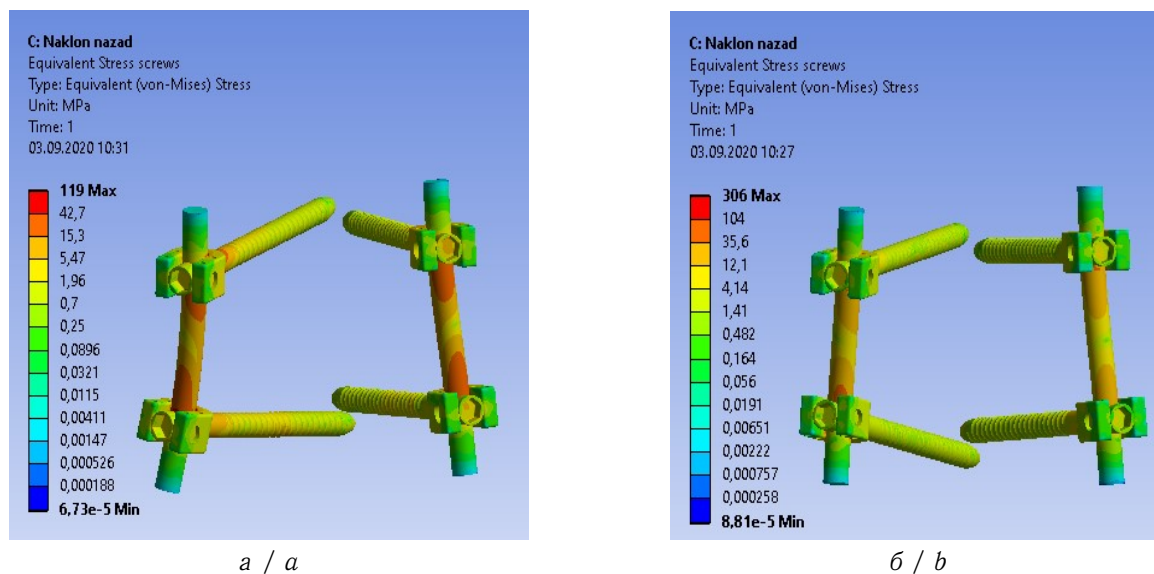 C: Naklon nazad
Equivalent Stress screws
Type: Equivalent (von-Mises) Stress
Unit: MPa
Time: 1
03.09.2020 10:31
119 Max
42,7
15,3
5,47
1,96
0,7
0,25
0,0896
0,0321
0,0115
0,00411
0,00147
0,000526
0,000188
6,73e-5 Min
а / a
C: Naklon nazad
Equivalent Stress screws
Type: Equivalent (von-Mises) Stress
Unit: MPa
Time: 1
03.09.2020 10:27
306 Max
104
35,6
12,1
4,14
1,41
0,482
0,164
0,056
0,0191
0,00651
0,00222
0,000757
0,000258
8,81e-5 Min
б / b